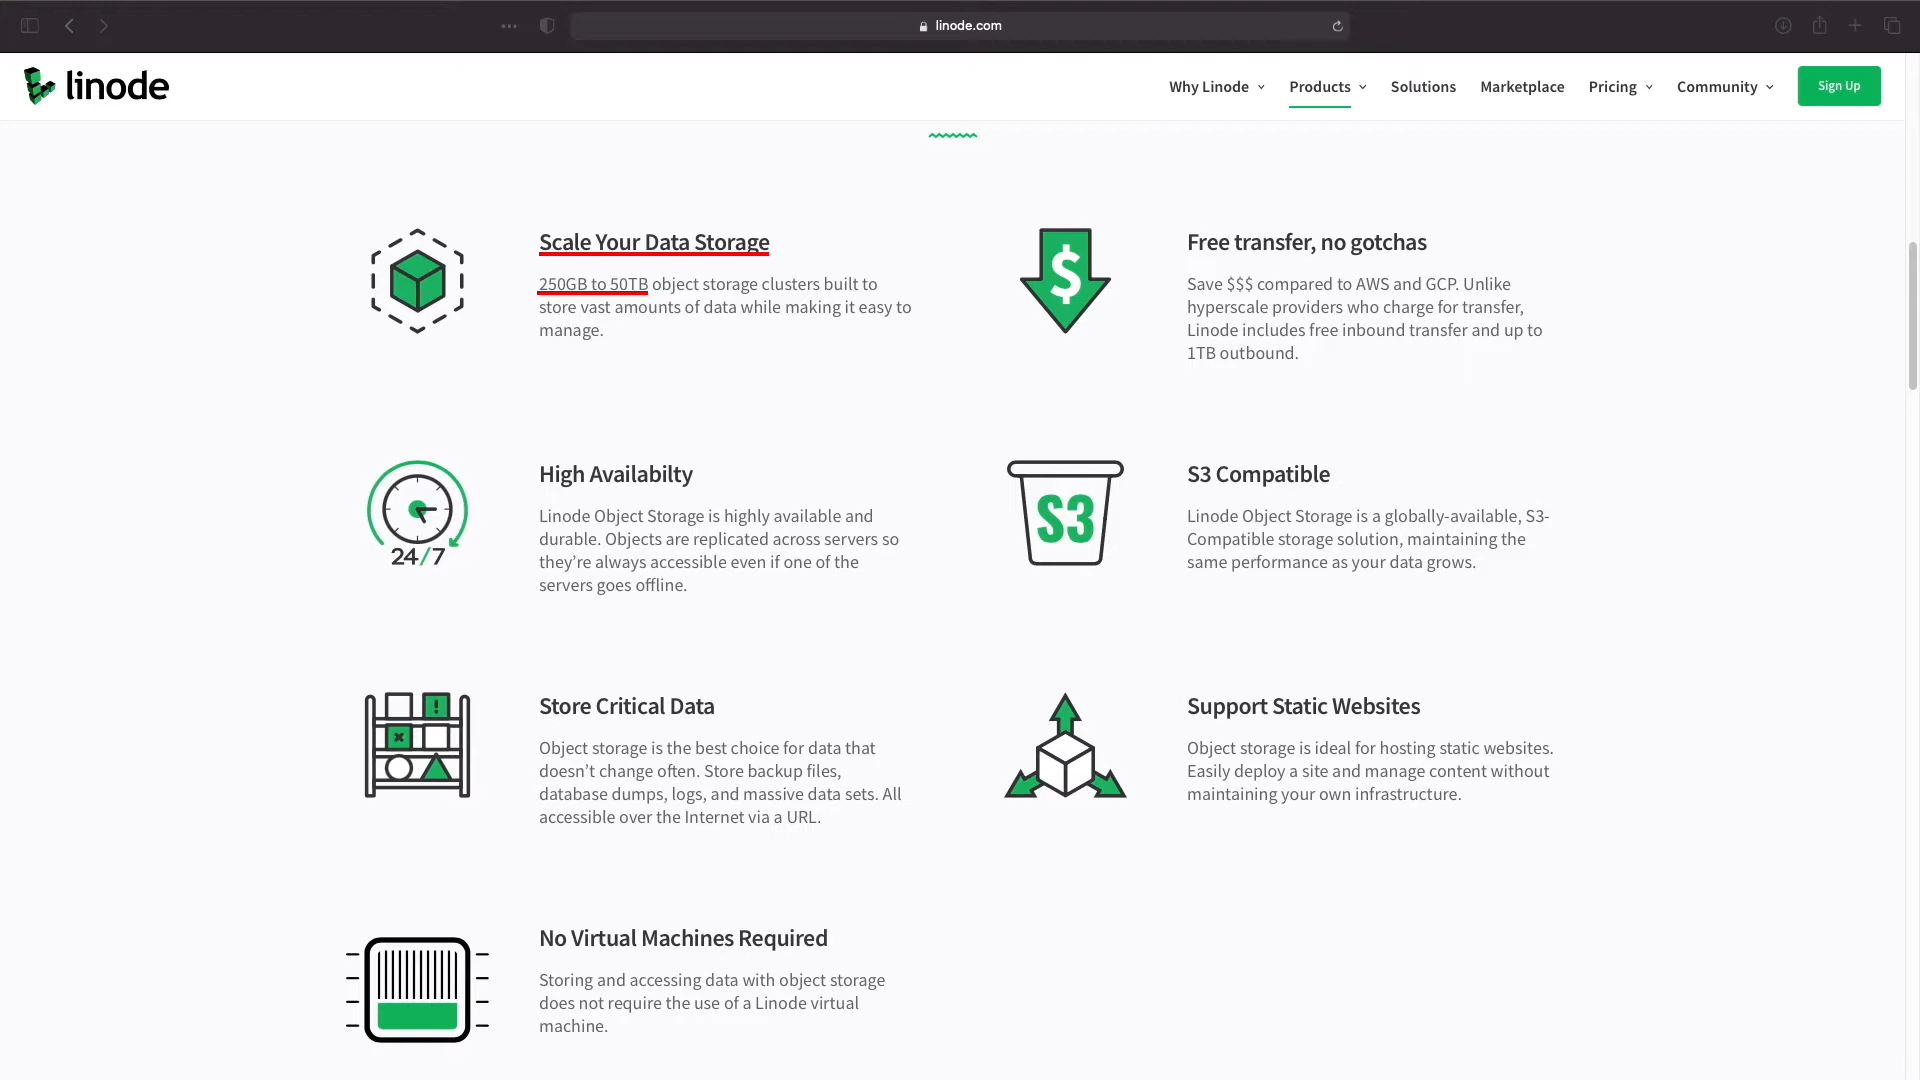 linode.com
linode
Why Linode
Products
Solutions
Marketplace
Pricing
Community
Sign Up
Scale Your Data Storage
250GB to 50TB object storage clusters built to
store vast amounts of data while making it easy to
manage.
$
Free transfer, no gotchas
Save $$$ compared to AWS and GCP. Unlike
hyperscale providers who charge for transfer,
Linode includes free inbound transfer and up to
1TB outbound.
24/7
High Availabilty
Linode Object Storage is highly available and
durable. Objects are replicated across servers so
they’re always accessible even if one of the
servers goes offline.
S3
S3 Compatible
Linode Object Storage is a globally-available, S3-
Compatible storage solution, maintaining the
same performance as your data grows.
!
Store Critical Data
Object storage is the best choice for data that
doesn’t change often. Store backup files,
database dumps, logs, and massive data sets. All
accessible over the Internet via a URL.
Support Static Websites
Object storage is ideal for hosting static websites.
Easily deploy a site and manage content without
maintaining your own infrastructure.
No Virtual Machines Required
Storing and accessing data with object storage
does not require the use of a Linode virtual
machine.